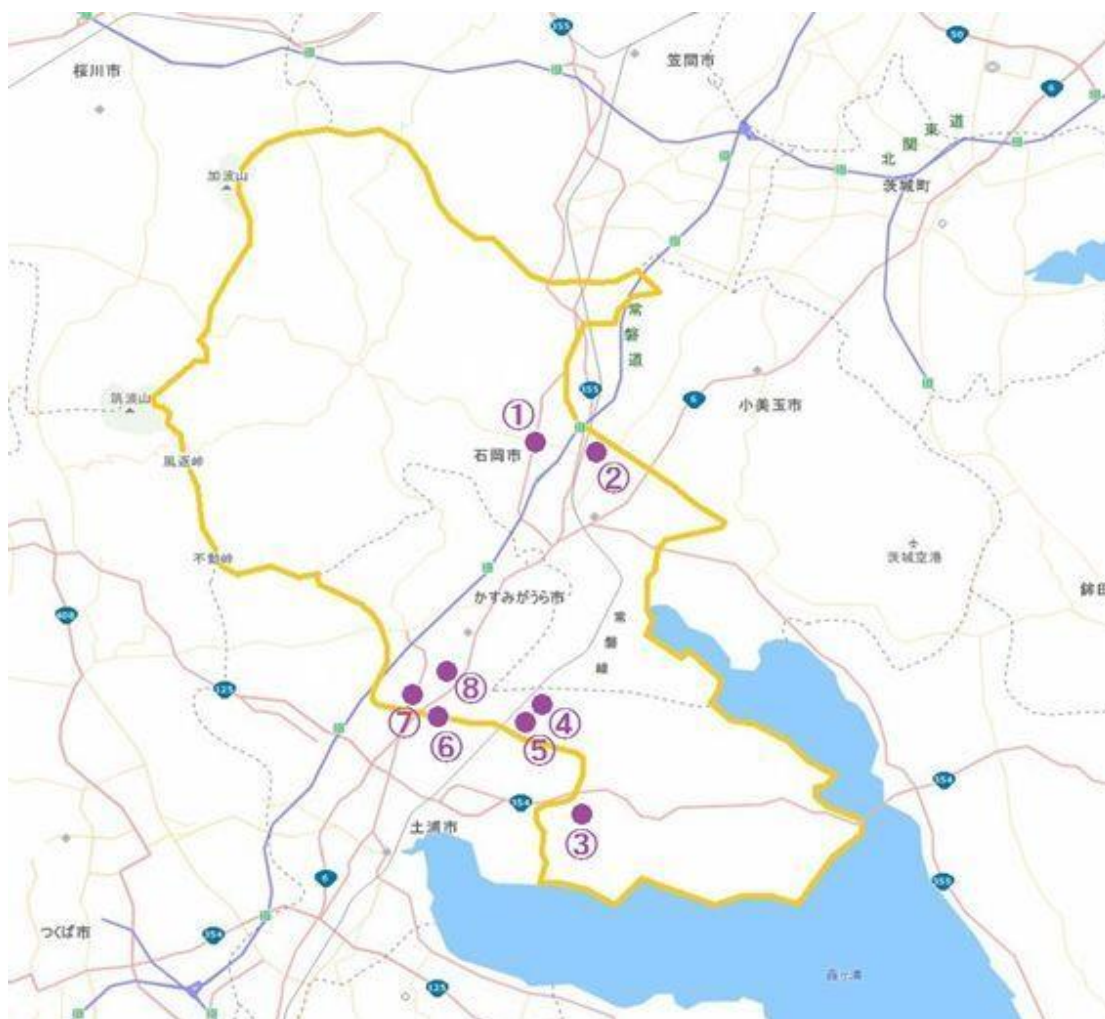 355
50
笠間市
桜川市
6
北関東道
加波山
茨城町
常磐道
筑波山
355
6
小美玉市
①
石岡市
②
風返峠
不動峠
茨城空港
かすみがうら市
408
常磐線
鉾田
125
⑧
④
⑦
⑥
⑤
354
354
土浦市
③
6
355
つくば市
354
霞ヶ浦
125